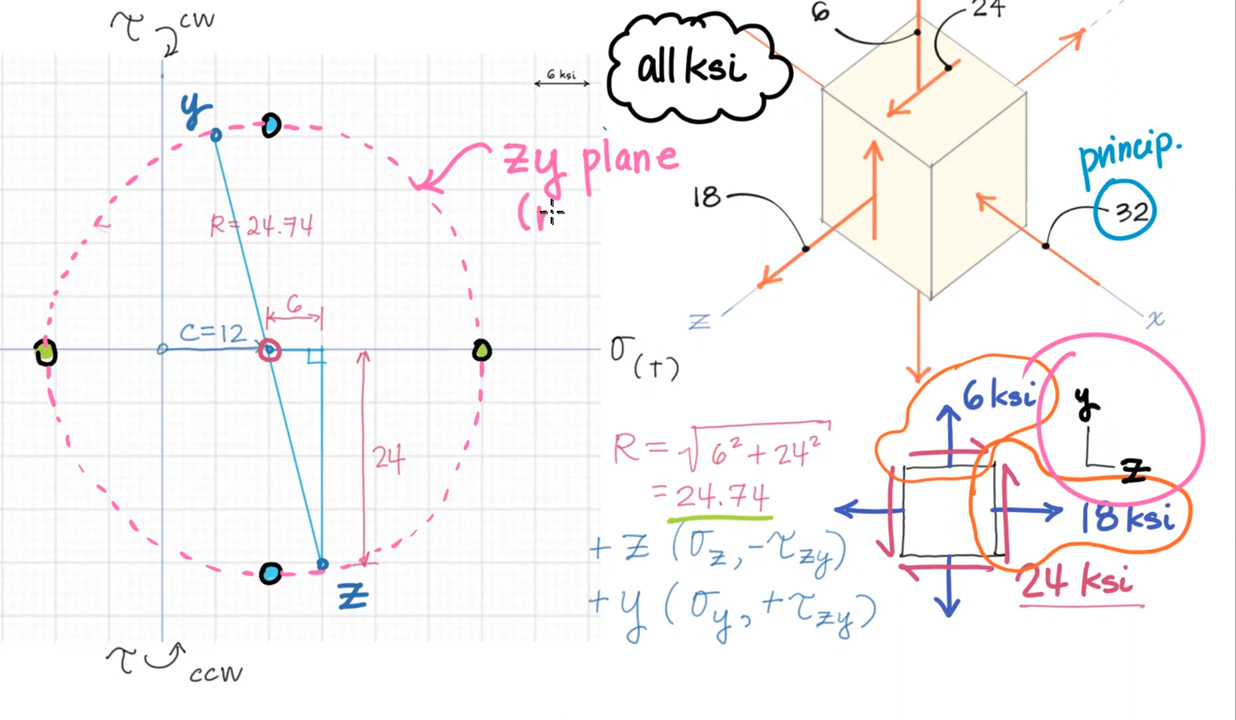 τ cw
y
R=24.74
6
C=12
24
z
τ ccw
6 ksi
σ(+)
all ksi
zy plane
(r
6
24
18
32
princip.
z
x
R = √6² + 24²
= 24.74
+ z (σz, -τzy)
+ y (σy, +τzy)
6 ksi
y
z
18 ksi
24 ksi